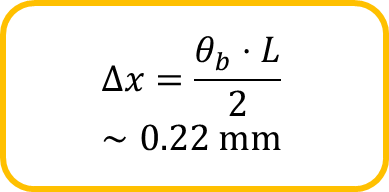 Δx = θ_b · L / 2
~ 0.22 mm